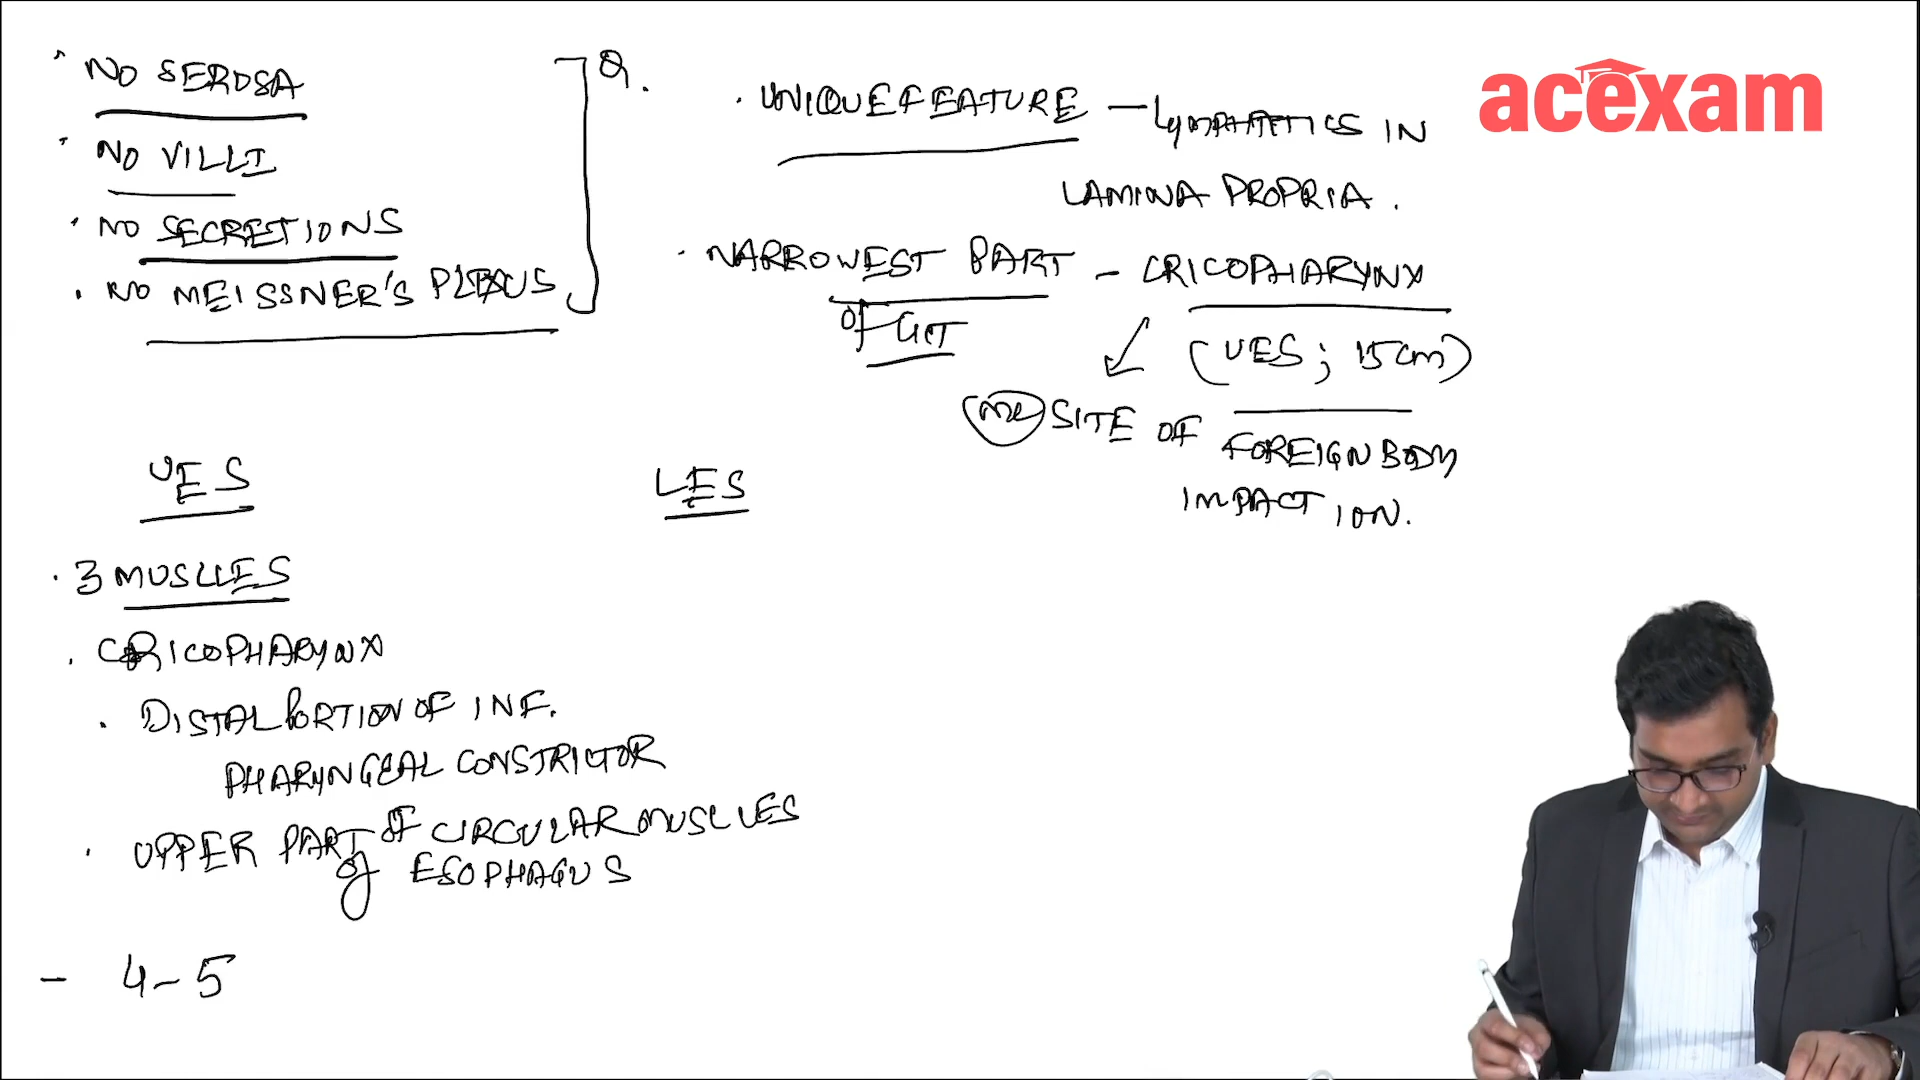 · NO SEROSA
· NO VILLI
· NO SECRETIONS
· NO MEISSNER'S PLEXUS
Q.
· UNIQUE FEATURE — LYMPHATICS IN
LAMINA PROPRIA.
· NARROWEST PART - CRICOPHARYNX
OF GIT
(UES; 15cm)
(MC) SITE OF FOREIGN BODY
IMPACTION.
acexam
UES
LES
· 3 MUSCLES
· CRICOPHARYNX
· DISTAL PORTION OF INF.
PHARYNGEAL CONSTRICTOR
· UPPER PART OF CIRCULAR MUSCLES
of ESOPHAGUS
- 4-5